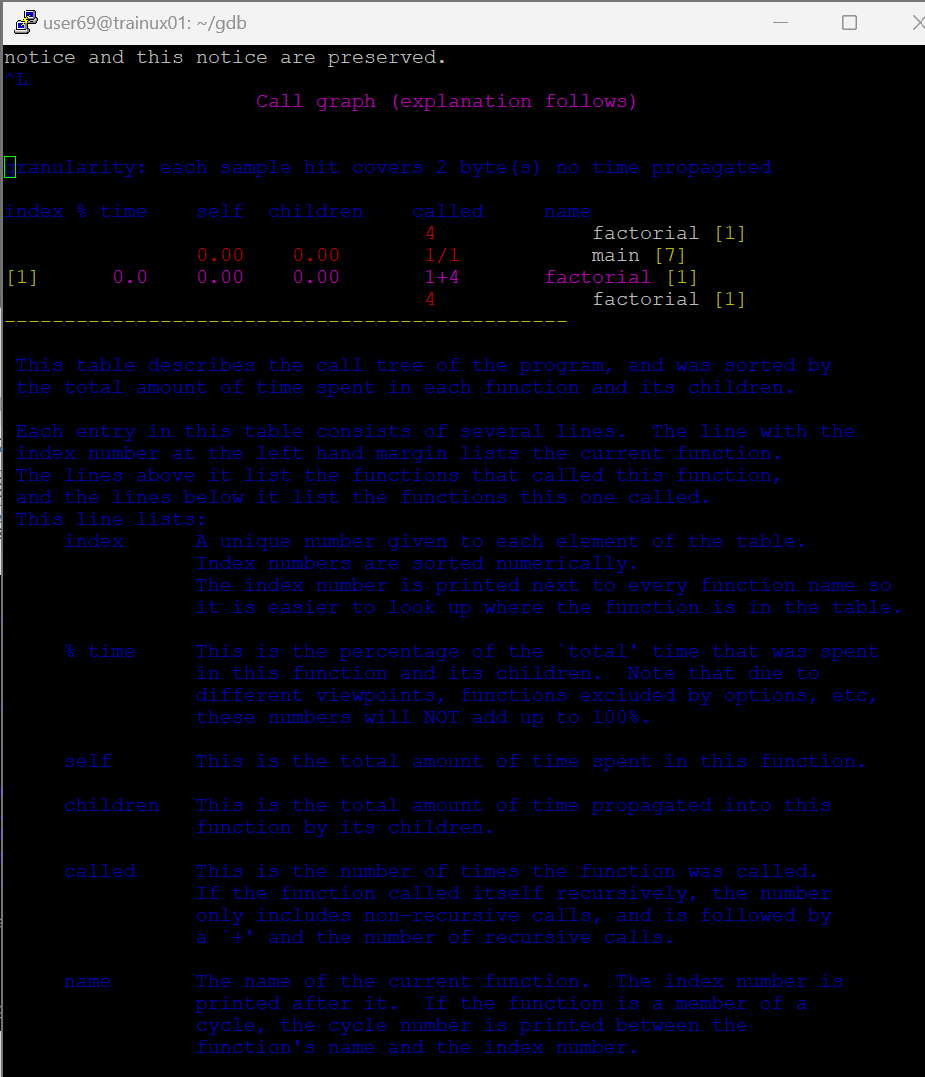 user69@trainux01: ~/gdb
notice and this notice are preserved.
^L
Call graph (explanation follows)
granularity: each sample hit covers 2 byte(s) no time propagated
index % time    self  children    called     name
4             factorial [1]
0.00    0.00       1/1           main [7]
[1]      0.0    0.00    0.00       1+4       factorial [1]
4             factorial [1]
-----------------------------------------------
This table describes the call tree of the program, and was sorted by
the total amount of time spent in each function and its children.
Each entry in this table consists of several lines.  The line with the
index number at the left hand margin lists the current function.
The lines above it list the functions that called this function,
and the lines below it list the functions this one called.
This line lists:
index      A unique number given to each element of the table.
Index numbers are sorted numerically.
The index number is printed next to every function name so
it is easier to look up where the function is in the table.
% time     This is the percentage of the `total' time that was spent
in this function and its children.  Note that due to
different viewpoints, functions excluded by options, etc,
these numbers will NOT add up to 100%.
self       This is the total amount of time spent in this function.
children   This is the total amount of time propagated into this
function by its children.
called     This is the number of times the function was called.
If the function called itself recursively, the number
only includes non-recursive calls, and is followed by
a `+' and the number of recursive calls.
name       The name of the current function.  The index number is
printed after it.  If the function is a member of a
cycle, the cycle number is printed between the
function's name and the index number.